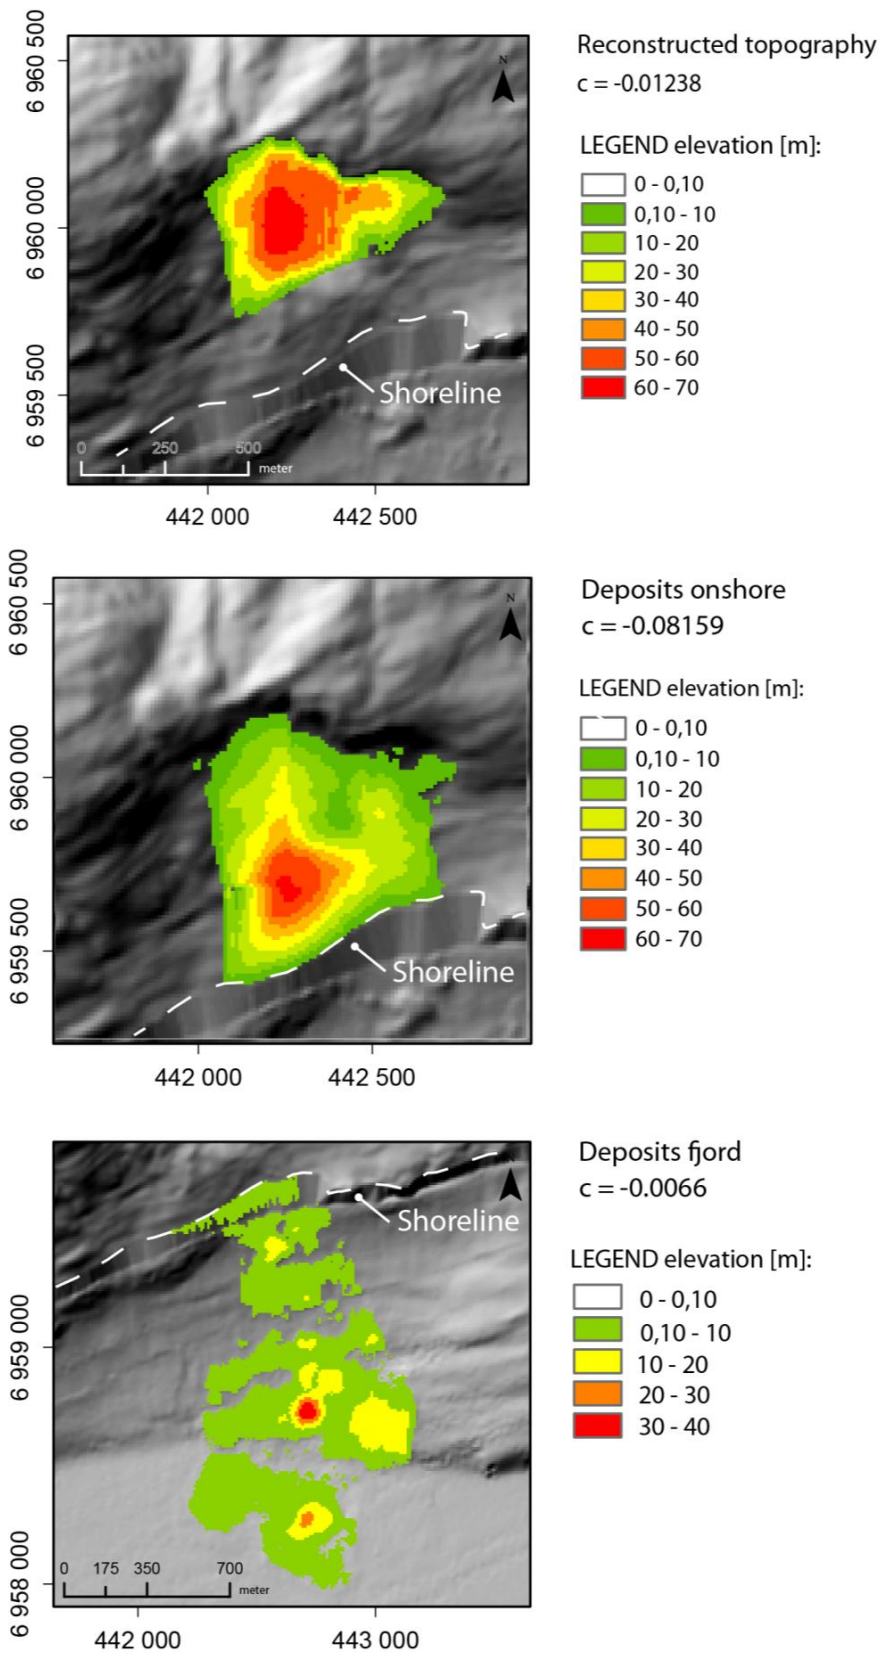 Reconstructed topography
c = -0.01238
LEGEND elevation [m]:
0 - 0,10
0,10 - 10
10 - 20
20 - 30
30 - 40
40 - 50
50 - 60
60 - 70
6 960 500
6 960 000
6 959 500
N
Shoreline
0 250 500
meter
442 000 442 500
Deposits onshore
c = -0.08159
LEGEND elevation [m]:
0 - 0,10
0,10 - 10
10 - 20
20 - 30
30 - 40
40 - 50
50 - 60
60 - 70
6 960 500
6 960 000
6 959 500
N
Shoreline
442 000 442 500
Deposits fjord
c = -0.0066
LEGEND elevation [m]:
0 - 0,10
0,10 - 10
10 - 20
20 - 30
30 - 40
6 959 000
6 958 000
Shoreline
0 175 350 700
meter
442 000 443 000